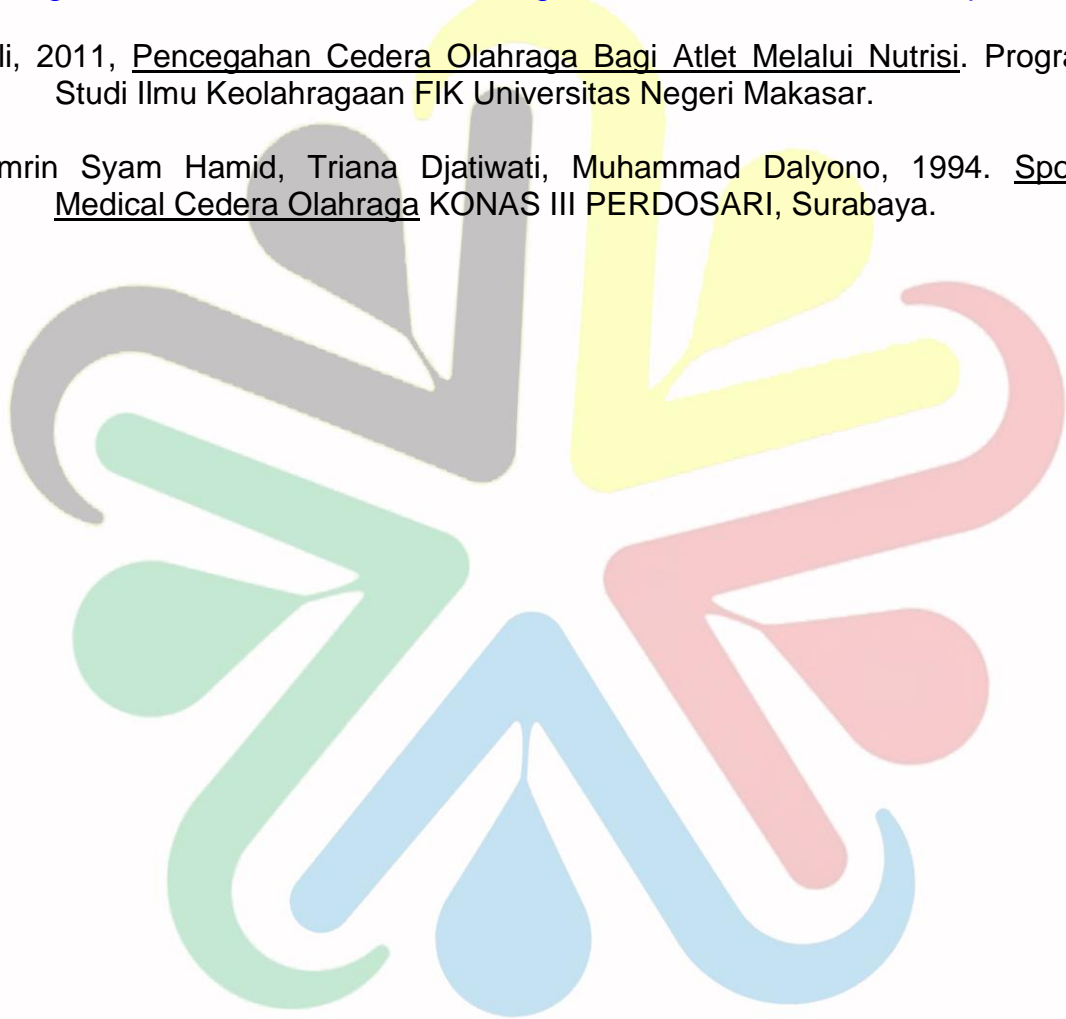 li, 2011, Pencegahan Cedera Olahraga Bagi Atlet Melalui Nutrisi. Progra
Studi Ilmu Keolahragaan FIK Universitas Negeri Makasar.
mrin Syam Hamid, Triana Djatiwati, Muhammad Dalyono, 1994. Spo
Medical Cedera Olahraga KONAS III PERDOSARI, Surabaya.